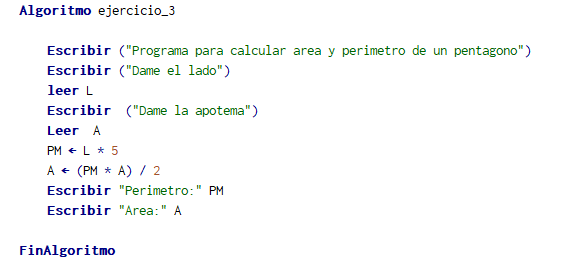 Algoritmo ejercicio_3
Escribir ("Programa para calcular area y perimetro de un pentagono")
Escribir ("Dame el lado")
leer L
Escribir  ("Dame la apotema")
Leer  A
PM ← L * 5
A ← (PM * A) / 2
Escribir "Perimetro:" PM
Escribir "Area:" A
FinAlgoritmo